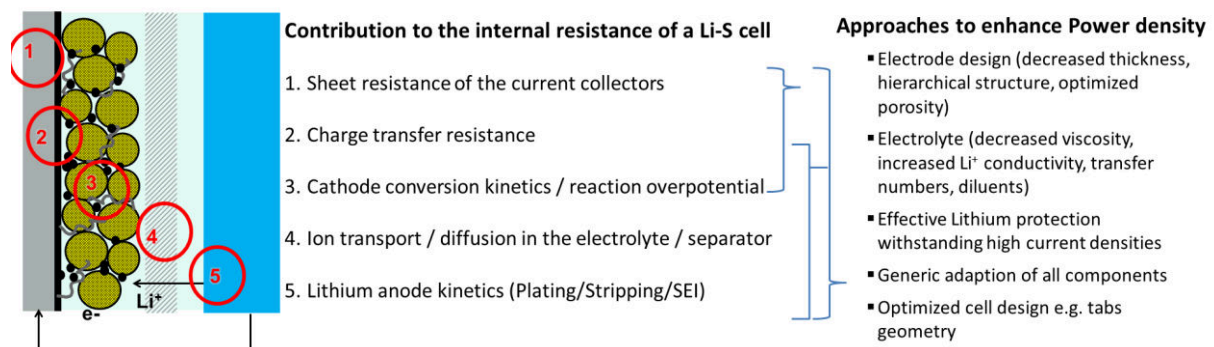 Contribution to the internal resistance of a Li-S cell
1. Sheet resistance of the current collectors
2. Charge transfer resistance
3. Cathode conversion kinetics / reaction overpotential
4. Ion transport / diffusion in the electrolyte / separator
5. Lithium anode kinetics (Plating/Stripping/SEI)
Approaches to enhance Power density
▪ Electrode design (decreased thickness,
hierarchical structure, optimized
porosity)
▪ Electrolyte (decreased viscosity,
increased Li⁺ conductivity, transfer
numbers, diluents)
▪ Effective Lithium protection
withstanding high current densities
▪ Generic adaption of all components
▪ Optimized cell design e.g. tabs
geometry
1
2
3
4
5
Li⁺
e-